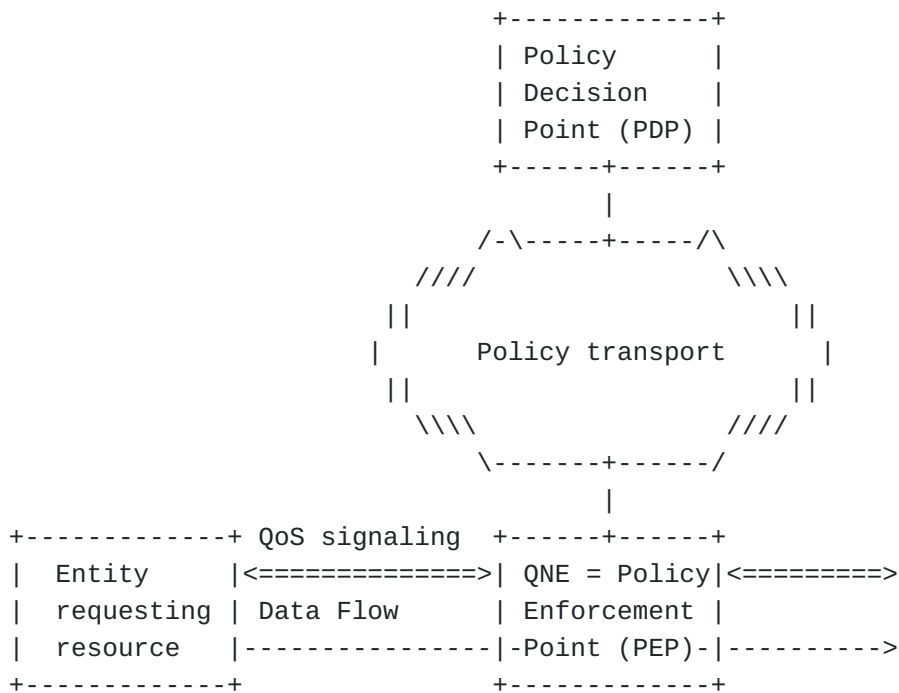 Policy
Decision
Point (PDP)
Policy transport
QoS signaling
Entity
requesting
resource
Data Flow
QNE = Policy
Enforcement
Point (PEP)